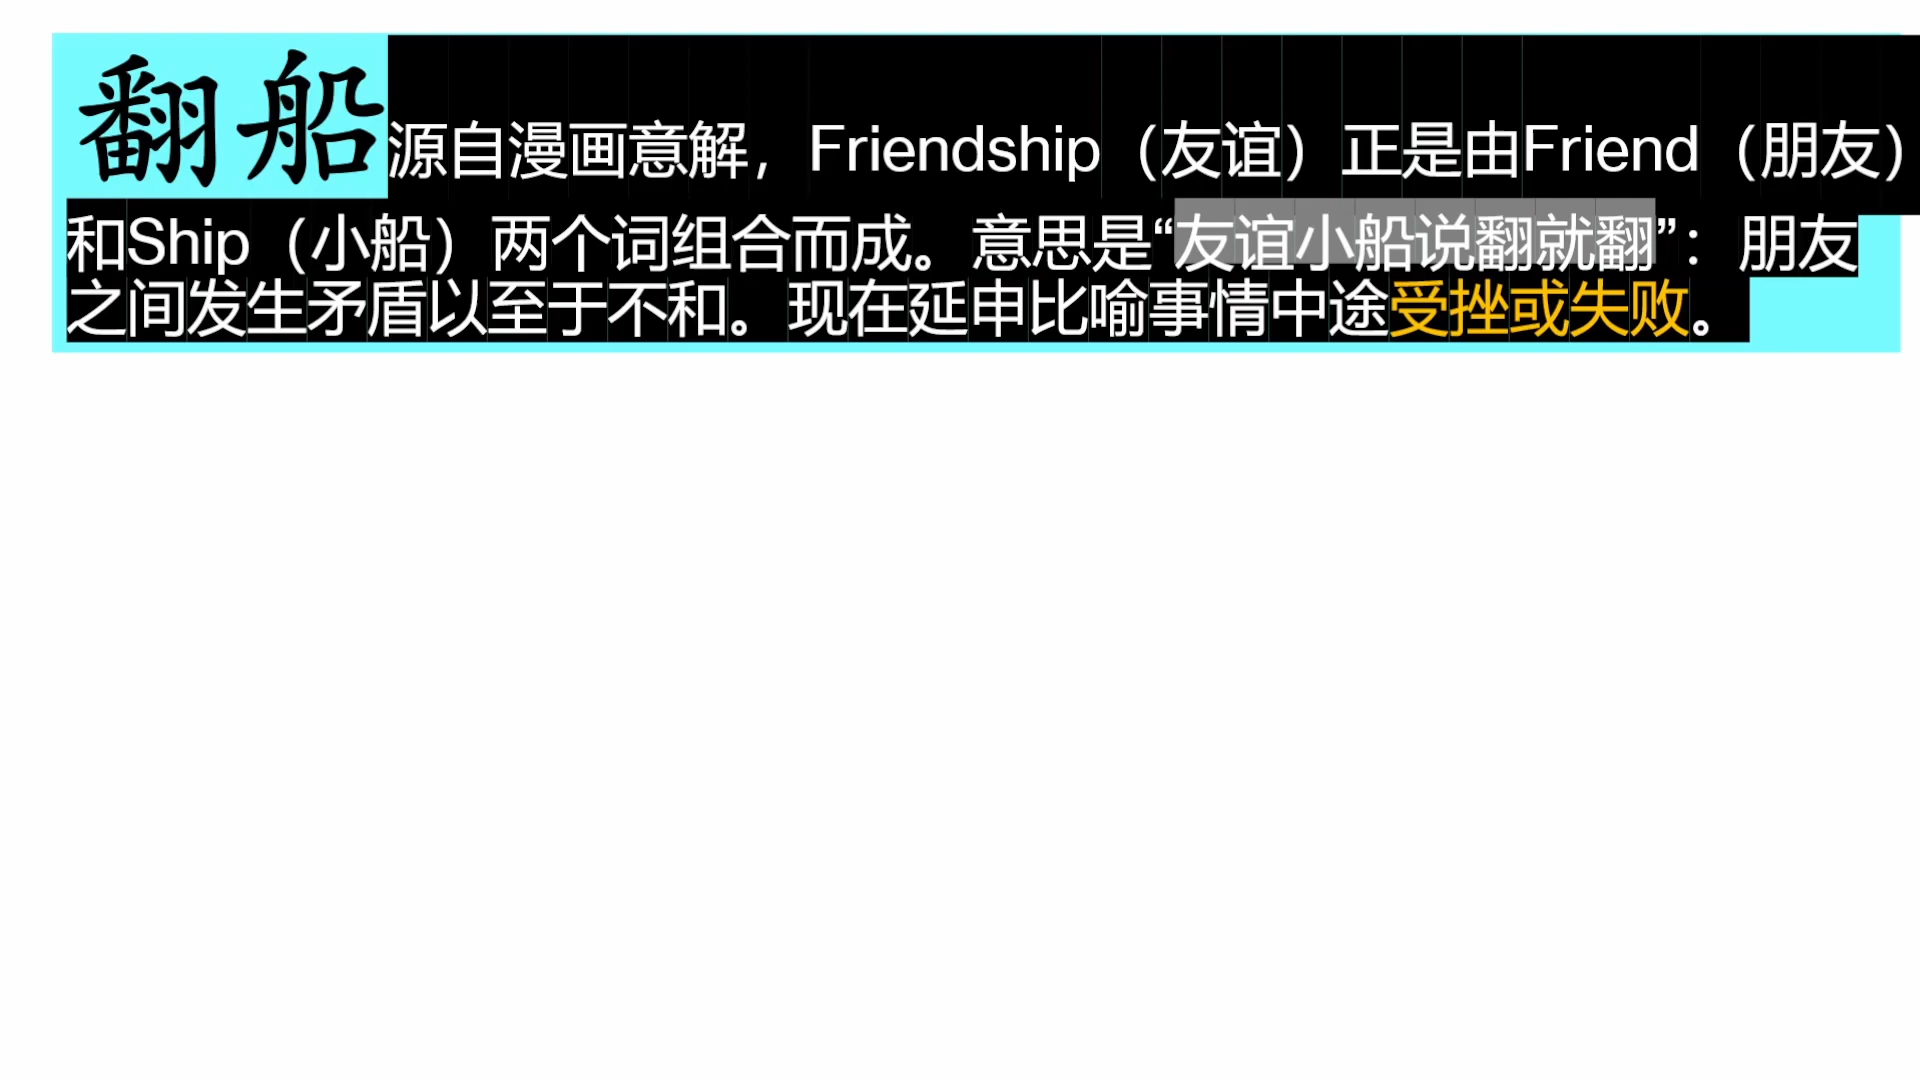 翻船源自漫画意解，Friendship（友谊）正是由Friend（朋友）
和Ship（小船）两个词组合而成。意思是“友谊小船说翻就翻”：朋友
之间发生矛盾以至于不和。现在延申比喻事情中途受挫或失败。